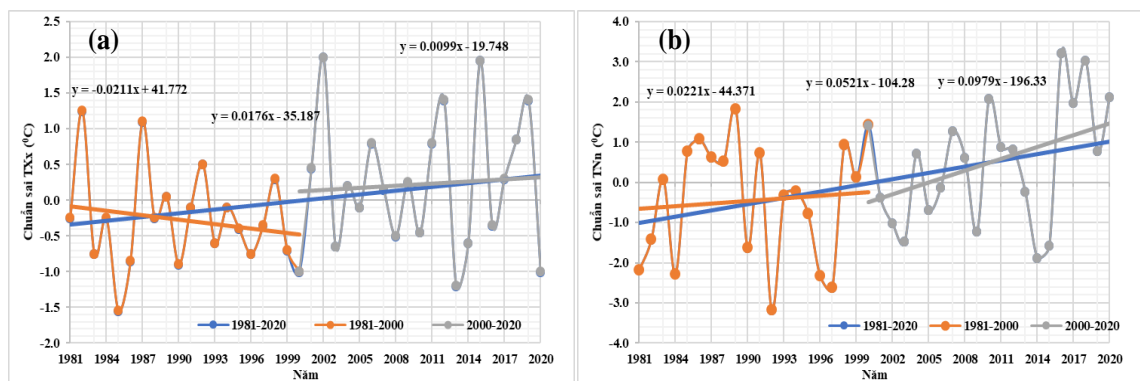 (a)
y = 0.0099x - 19.748
y = -0.0211x + 41.772
y = 0.0176x - 35.187
Chuẩn sai TXx (⁰C)
2.5
2.0
1.5
1.0
0.5
0.0
-0.5
-1.0
-1.5
-2.0
1981-2020
1981-2000
2000-2020
1981 1984 1987 1990 1993 1996 1999 2002 2005 2008 2011 2014 2017 2020
Năm
(b)
y = 0.0221x - 44.371
y = 0.0521x - 104.28
y = 0.0979x - 196.33
Chuẩn sai TNn (⁰C)
4.0
3.0
2.0
1.0
0.0
-1.0
-2.0
-3.0
-4.0
1981-2020
1981-2000
2000-2020
1981 1984 1987 1990 1993 1996 1999 2002 2005 2008 2011 2014 2017 2020
Năm